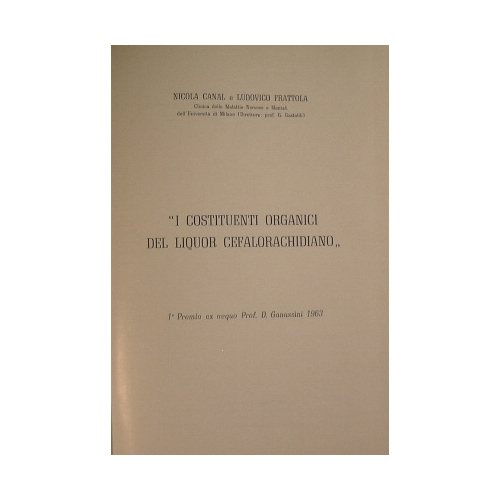 NICOLA CANAL e LUDOVICO FRATTOLA
Clinica delle Malattie Nervose e Mentali
dell'Università di Milano (Direttore: prof. G. Gastaldi)
"I COSTITUENTI ORGANICI
DEL LIQUOR CEFALORACHIDIANO„
1° Premio ex aequo Prof. D. Ganassini 1963